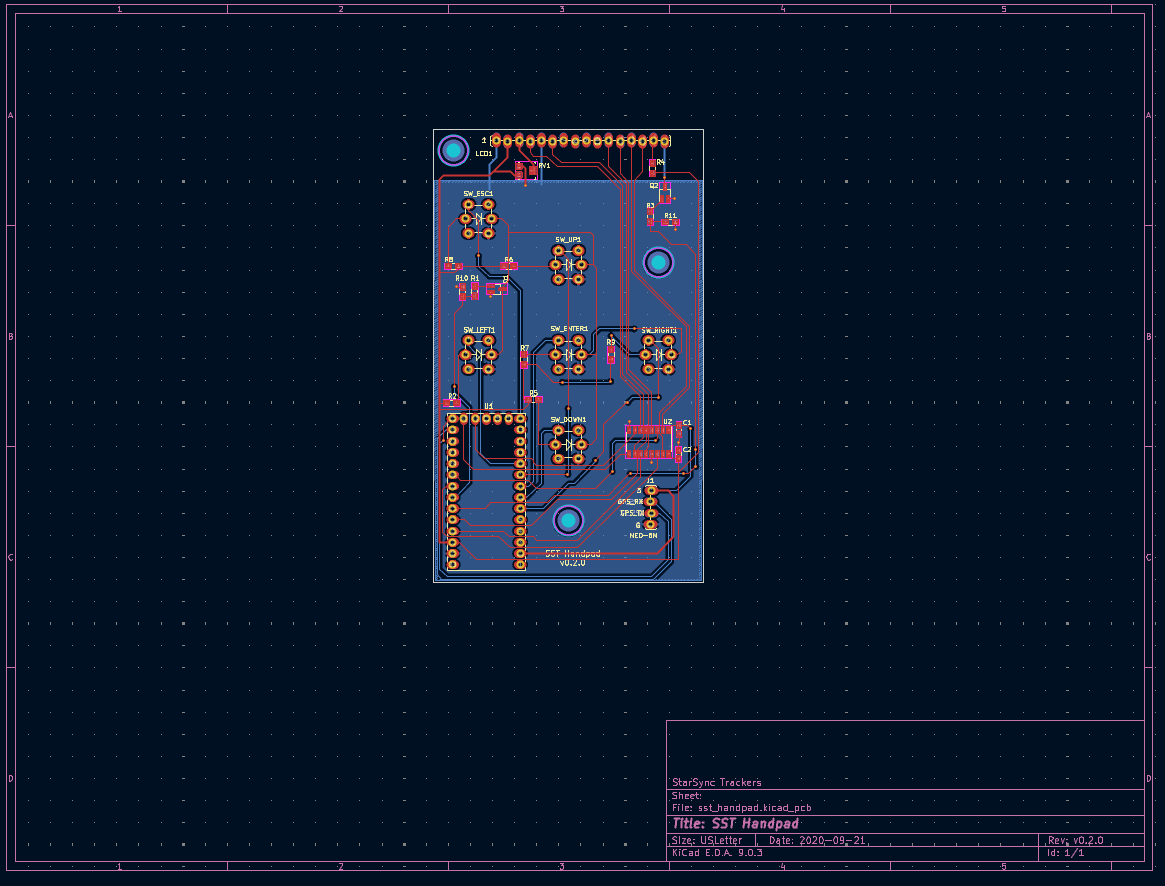 1 2 3 4 5
A A
1
LCD1
RV1
R4
Q2
SW_ESC1
R3
R11
SW_UP1
R8
R6
R10 R1
B B
SW_LEFT1
SW_ENTER1
SW_RIGHT1
R7
R9
R2
R5
U1
SW_DOWN1
U2
C1
C2
J1
5
GPS_RX
GPS_TX
G
NEO-6M
C C
SST Handpad
v0.2.0
D D
StarSync Trackers
Sheet:
File: sst_handpad.kicad_pcb
Title: SST Handpad
Size: USLetter Date: 2020-09-21 Rev: v0.2.0
KiCad E.D.A. 9.0.3 Id: 1/1
1 2 3 4 5